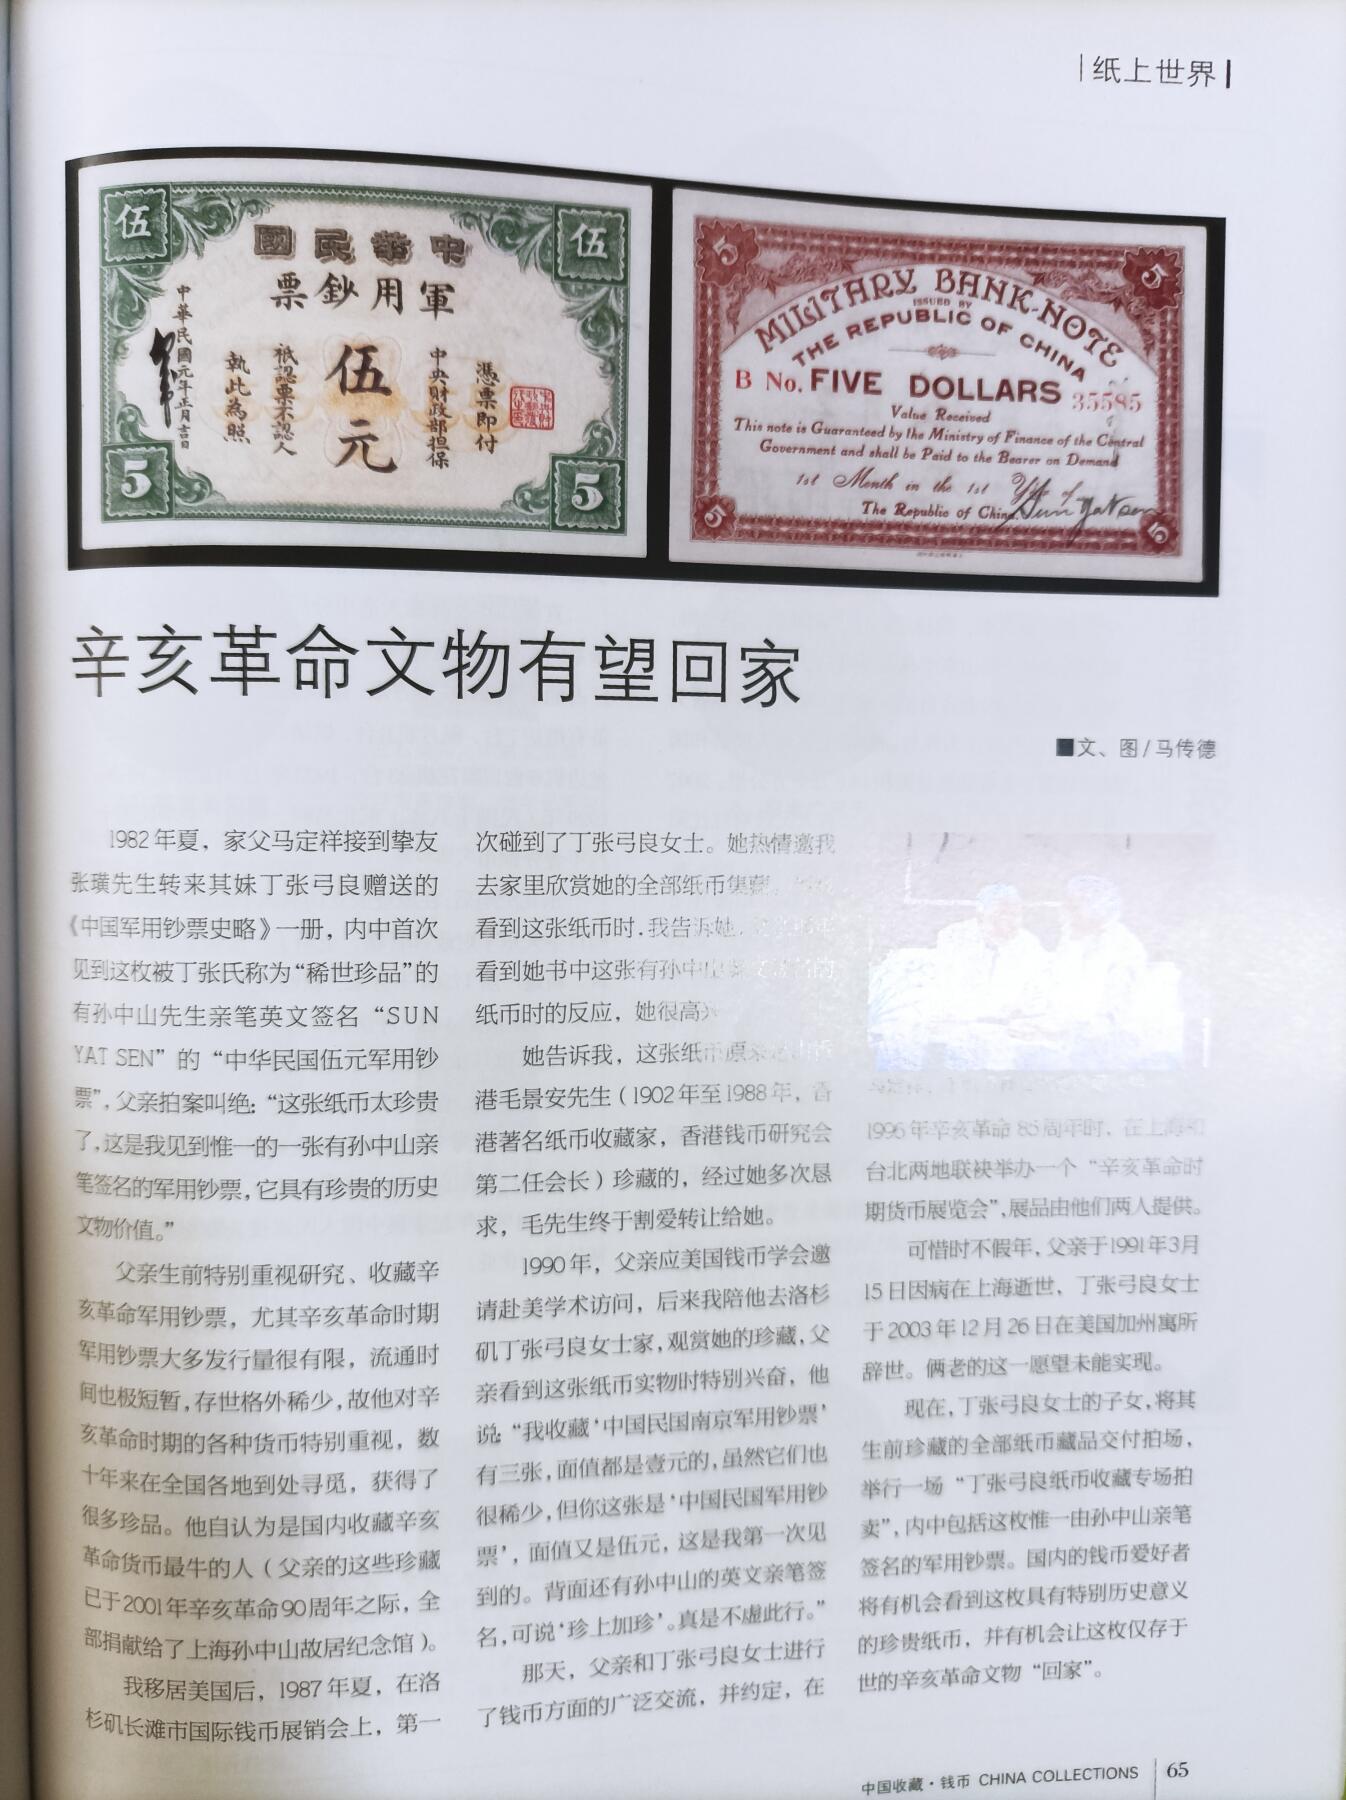 纸上世界
伍
伍
中華民國
軍用鈔票
憑票即付
中央財政部担保
伍元
祇認票不認人
執此為照
中華民國元年正月吉日
5
5
5
5
MILITARY BANK-NOTE
ISSUED BY
THE REPUBLIC OF CHINA
B No. FIVE DOLLARS 35585
Value Received
This note is Guaranteed by the Ministry of Finance of the Central
Government and shall be Paid to the Bearer on Demand
1st Month in the 1st Year of
The Republic of China.
Sun Yat Sen
5
5
辛亥革命文物有望回家
■文、图/马传德
1982年夏，家父马定祥接到挚友
张璜先生转来其妹丁张弓良赠送的
《中国军用钞票史略》一册，内中首次
见到这枚被丁张氏称为“稀世珍品”的
有孙中山先生亲笔英文签名“SUN
YAT SEN”的“中华民国伍元军用钞
票”，父亲拍案叫绝：“这张纸币太珍贵
了，这是我见到惟一的一张有孙中山亲
笔签名的军用钞票，它具有珍贵的历史
文物价值。”
父亲生前特别重视研究、收藏辛
亥革命军用钞票，尤其辛亥革命时期
军用钞票大多发行量很有限，流通时
间也极短暂，存世格外稀少，故他对辛
亥革命时期的各种货币特别重视，数
十年来在全国各地到处寻觅，获得了
很多珍品。他自认为是国内收藏辛亥
革命货币最牛的人（父亲的这些珍藏
已于2001年辛亥革命90周年之际，全
部捐献给了上海孙中山故居纪念馆）。
我移居美国后，1987年夏，在洛
杉矶长滩市国际钱币展销会上，第一
次碰到了丁张弓良女士。她热情邀我
去家里欣赏她的全部纸币集藏。
看到这张纸币时，我告诉她，
看到她书中这张有孙中山英文签名的
纸币时的反应，她很高兴
她告诉我，这张纸币原来是由香
港毛景安先生（1902年至1988年，香
港著名纸币收藏家，香港钱币研究会
第二任会长）珍藏的，经过她多次恳
求，毛先生终于割爱转让给她。
1990年，父亲应美国钱币学会邀
请赴美学术访问，后来我陪他去洛杉
矶丁张弓良女士家，观赏她的珍藏，父
亲看到这张纸币实物时特别兴奋，他
说：“我收藏‘中国民国南京军用钞票’
有三张，面值都是壹元的，虽然它们也
很稀少，但你这张是‘中国民国军用钞
票’，面值又是伍元，这是我第一次见
到的。背面还有孙中山的英文亲笔签
名，可说‘珍上加珍’。真是不虚此行。”
那天，父亲和丁张弓良女士进行
了钱币方面的广泛交流，并约定，在
1996年辛亥革命85周年时，在上海和
台北两地联袂举办一个“辛亥革命时
期货币展览会”，展品由他们两人提供。
可惜时不假年，父亲于1991年3月
15日因病在上海逝世，丁张弓良女士
于2003年12月26日在美国加州寓所
辞世。俩老的这一愿望未能实现。
现在，丁张弓良女士的子女，将其
生前珍藏的全部纸币藏品交付拍场，
举行一场“丁张弓良纸币收藏专场拍
卖”，内中包括这枚惟一由孙中山亲笔
签名的军用钞票。国内的钱币爱好者
将有机会看到这枚具有特别历史意义
的珍贵纸币，并有机会让这枚仅存于
世的辛亥革命文物“回家”。
中国收藏·钱币 CHINA COLLECTIONS 65